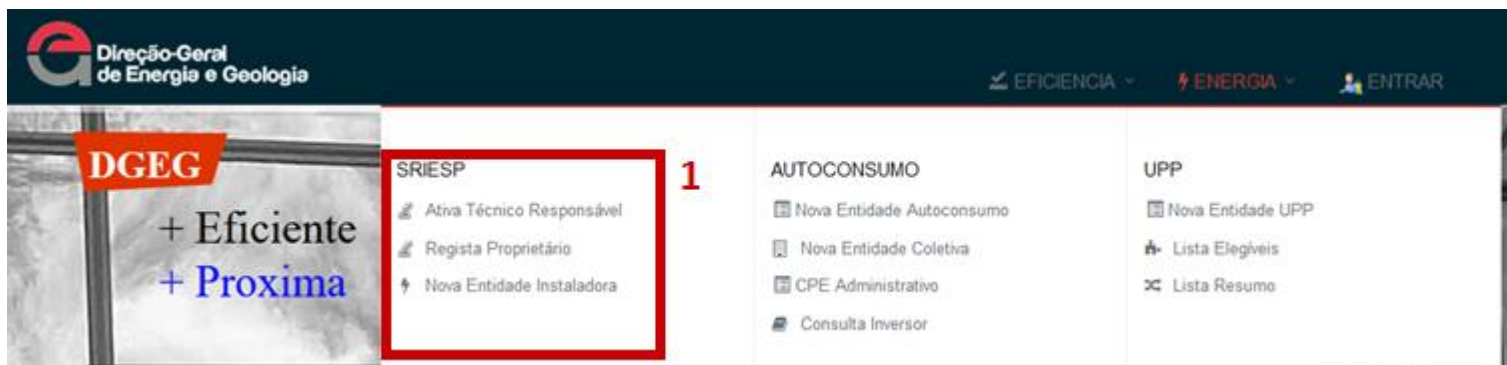 Direção-Geral
de Energia e Geologia
EFICIENCIA
ENERGIA
ENTRAR
DGEG
+ Eficiente
+ Proxima
SRIESP
Ativa Técnico Responsável
Regista Proprietário
Nova Entidade Instaladora
1
AUTOCONSUMO
Nova Entidade Autoconsumo
Nova Entidade Coletiva
CPE Administrativo
Consulta Inversor
UPP
Nova Entidade UPP
Lista Elegíveis
Lista Resumo